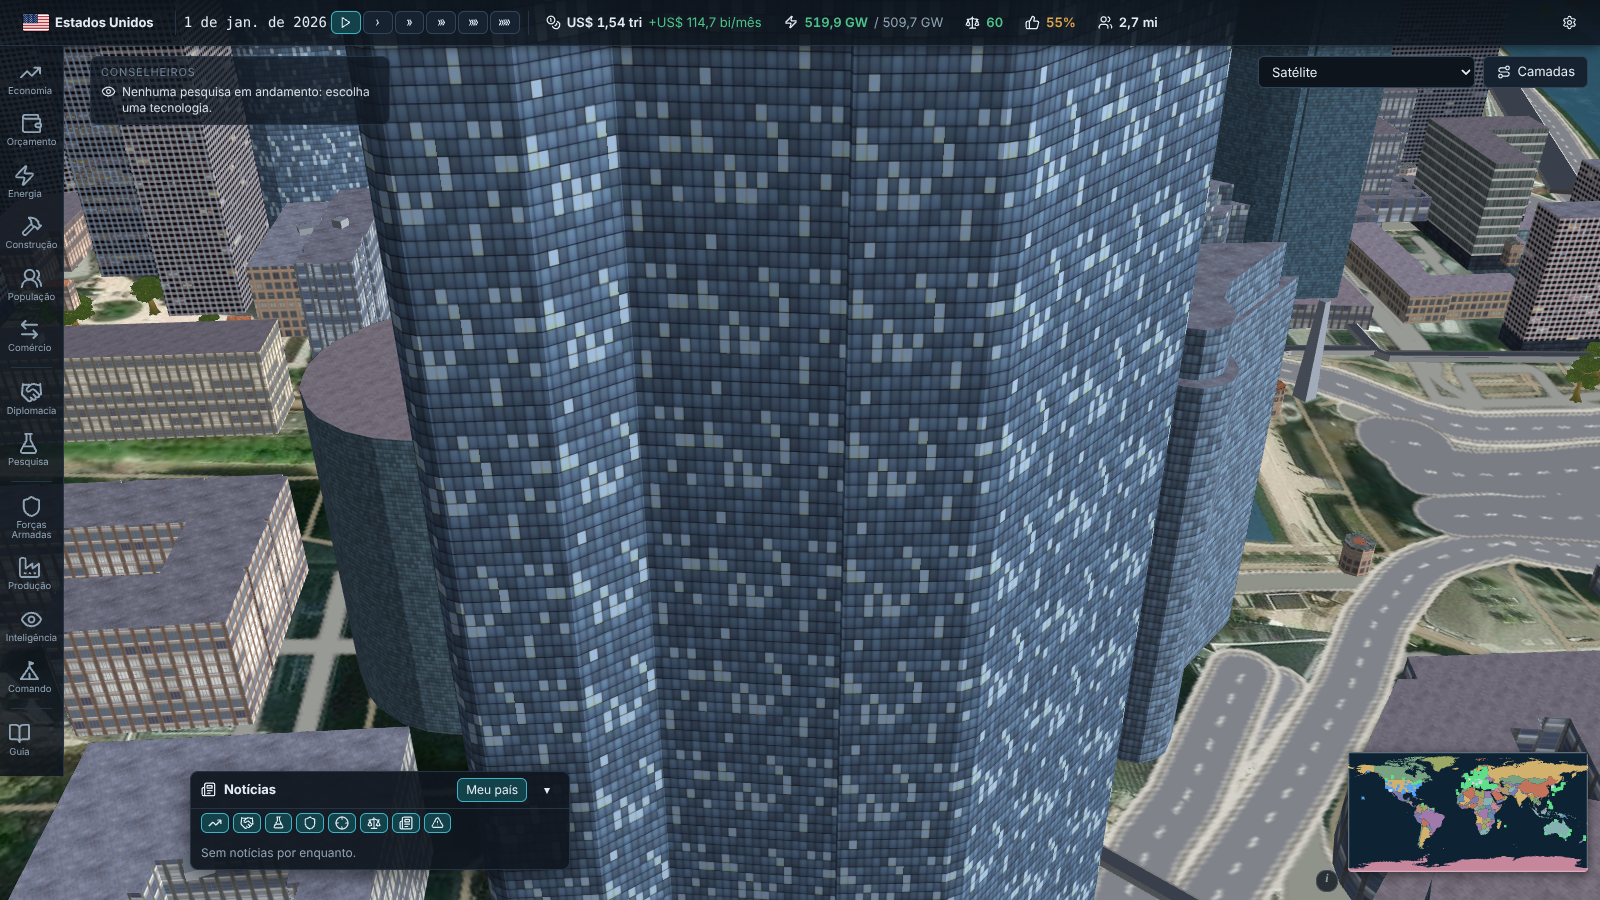 Estados Unidos
1 de jan. de 2026
US$ 1,54 tri +US$ 114,7 bi/mês
519,9 GW / 509,7 GW
60
55%
2,7 mi
Economia
Orçamento
Energia
Construção
População
Comércio
Diplomacia
Pesquisa
Forças
Armadas
Produção
Inteligência
Comando
Guia
CONSELHEIROS
Nenhuma pesquisa em andamento: escolha
uma tecnologia.
Satélite
Camadas
Notícias
Meu país
Sem notícias por enquanto.
i